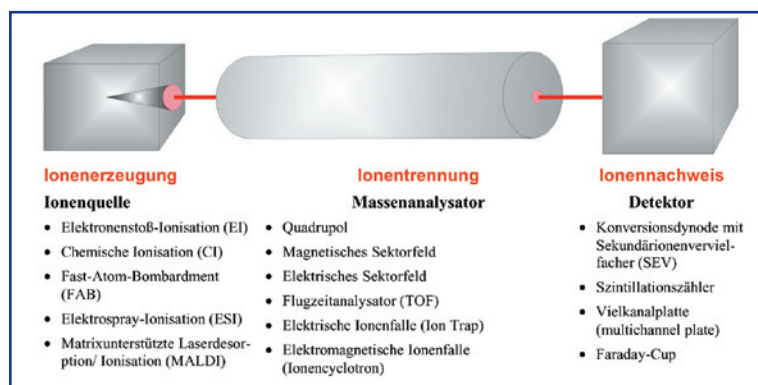 Ionenerzeugung
Ionenquelle
• Elektronenstoß-Ionisation (EI)
• Chemische Ionisation (CI)
• Fast-Atom-Bombardment
(FAB)
• Elektrospray-Ionisation (ESI)
• Matrixunterstützte Laserdesor-
ption/ Ionisation (MALDI)
Ionentrennung
Massenanalysator
• Quadrupol
• Magnetisches Sektorfeld
• Elektrisches Sektorfeld
• Flugzeitanalysator (TOF)
• Elektrische Ionenfalle (Ion Trap)
• Elektromagnetische Ionenfalle
(Ionencyclotron)
Ionennachweis
Detektor
• Konversionsdynode mit
Sekundärionenverviel-
facher (SEV)
• Szintillationszähler
• Vielkanalplatte
(multichannel plate)
• Faraday-Cup